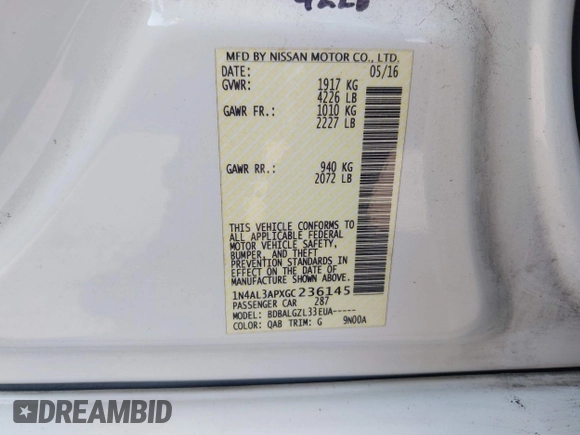 MFD BY NISSAN MOTOR CO., LTD.
DATE: 05/16
GVWR: 1917 KG
4226 LB
GAWR FR.: 1010 KG
2227 LB
GAWR RR.: 940 KG
2072 LB
THIS VEHICLE CONFORMS TO
ALL APPLICABLE FEDERAL
MOTOR VEHICLE SAFETY,
BUMPER, AND THEFT
PREVENTION STANDARDS IN
EFFECT ON THE DATE OF
MANUFACTURE SHOWN ABOVE.
1N4AL3APXGC236145
PASSENGER CAR 287
MODEL: BDBALGZL33EUA-----
COLOR: QAB TRIM: G 9N00A
DREAMBID